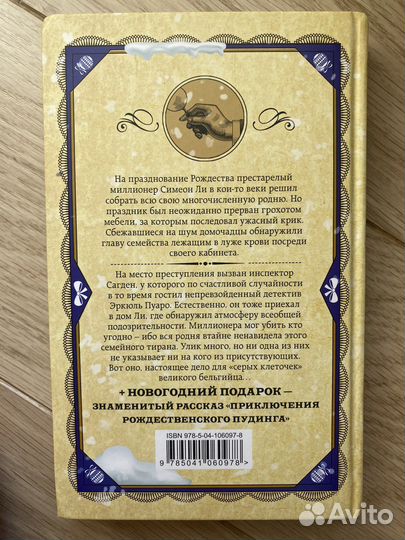 На празднование Рождества престарелый
миллионер Симеон Ли в кои-то веки решил
собрать всю свою многочисленную родню. Но
праздник был неожиданно прерван грохотом
мебели, за которым последовал ужасный крик.
Сбежавшиеся на шум домочадцы обнаружили
главу семейства лежащим в луже крови посреди
своего кабинета.
На место преступления вызван инспектор
Сагден, у которого по счастливой случайности
в то время гостил непревзойденный детектив
Эркюль Пуаро. Естественно, он тоже приехал
в дом Ли, где обнаружил атмосферу всеобщей
подозрительности. Миллионера мог убить кто
угодно – ибо вся родня втайне ненавидела этого
семейного тирана. Улик много, но ни одна из них
не указывает ни на кого из присутствующих.
Вот оно, настоящее дело для «серых клеточек»
великого бельгийца...
+ НОВОГОДНИЙ ПОДАРОК —
ЗНАМЕНИТЫЙ РАССКАЗ «ПРИКЛЮЧЕНИЯ
РОЖДЕСТВЕНСКОГО ПУДИНГА»
ISBN 978-5-04-106097-8
9 785041 060978 >
Avito